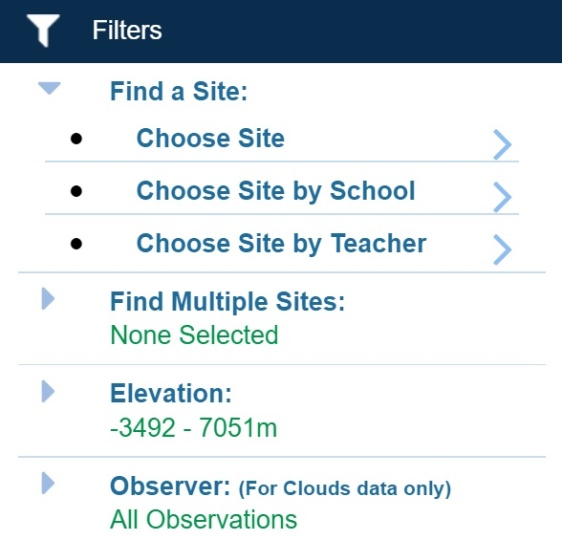 Filters
Find a Site:
Choose Site
Choose Site by School
Choose Site by Teacher
Find Multiple Sites:
None Selected
Elevation:
-3492 - 7051m
Observer: (For Clouds data only)
All Observations